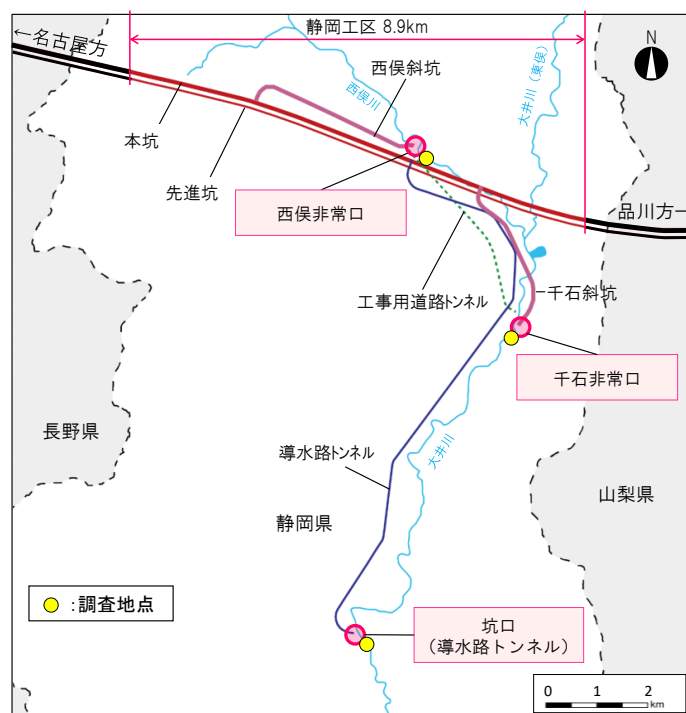 静岡工区 8.9km
←名古屋方
N
西俣斜坑
西俣川
大井川（東俣）
本坑
先進坑
西俣非常口
品川方→
工事用道路トンネル
千石斜坑
千石非常口
長野県
導水路トンネル
大井川
山梨県
静岡県
：調査地点
坑口
（導水路トンネル）
0 1 2
km